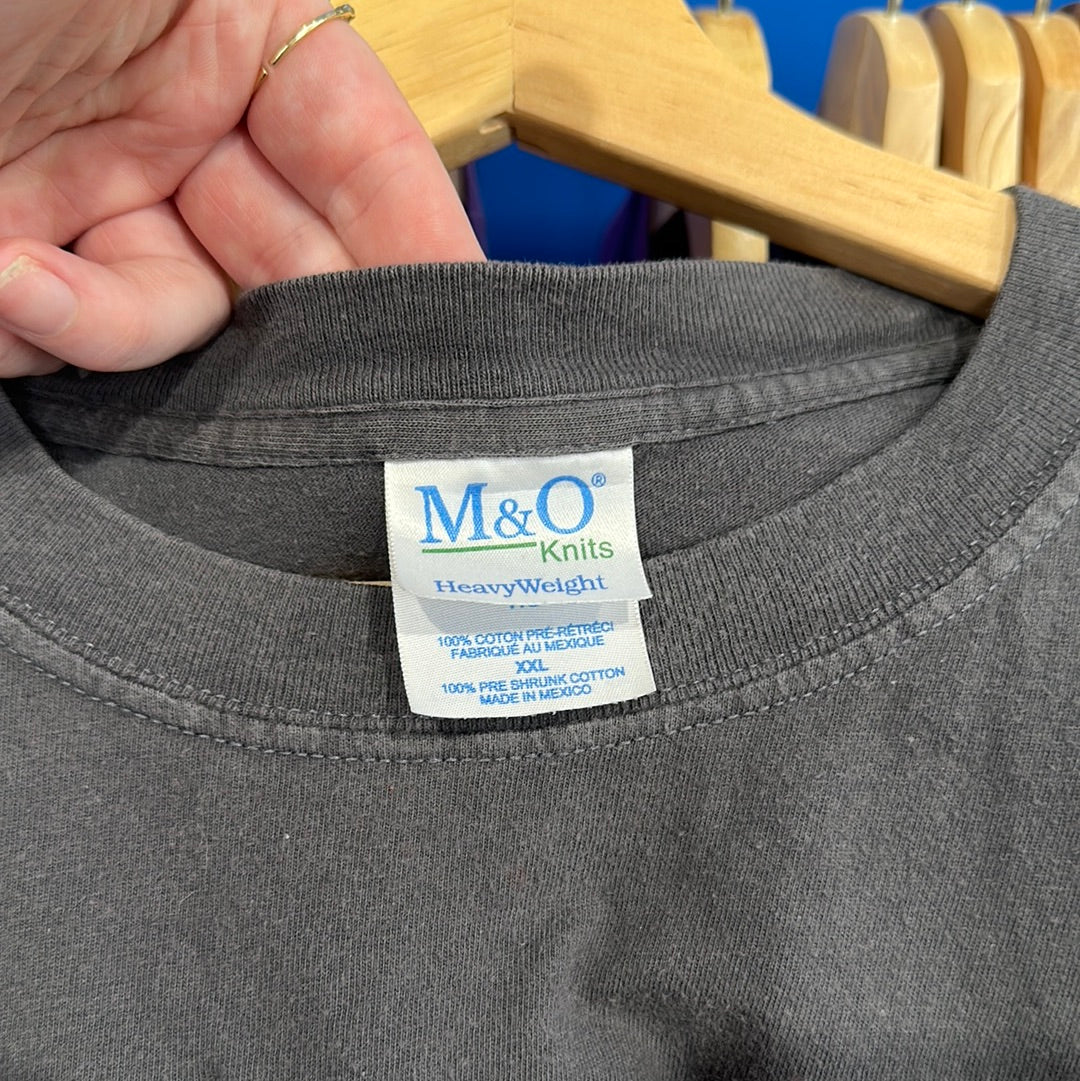 M&O®
Knits
HeavyWeight
100% COTON PRÉ-RÉTRÉCI
FABRIQUÉ AU MEXIQUE
XXL
100% PRE SHRUNK COTTON
MADE IN MEXICO